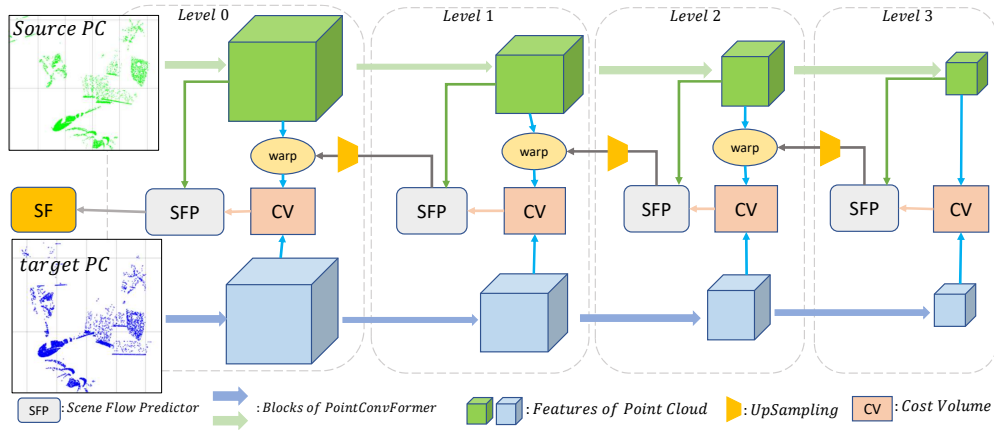 Level 0
Level 1
Level 2
Level 3
Source PC
warp
warp
warp
SF
SFP
CV
SFP
CV
SFP
CV
SFP
CV
target PC
SFP : Scene Flow Predictor
: Blocks of PointConvFormer
: Features of Point Cloud
: UpSampling
CV : Cost Volume